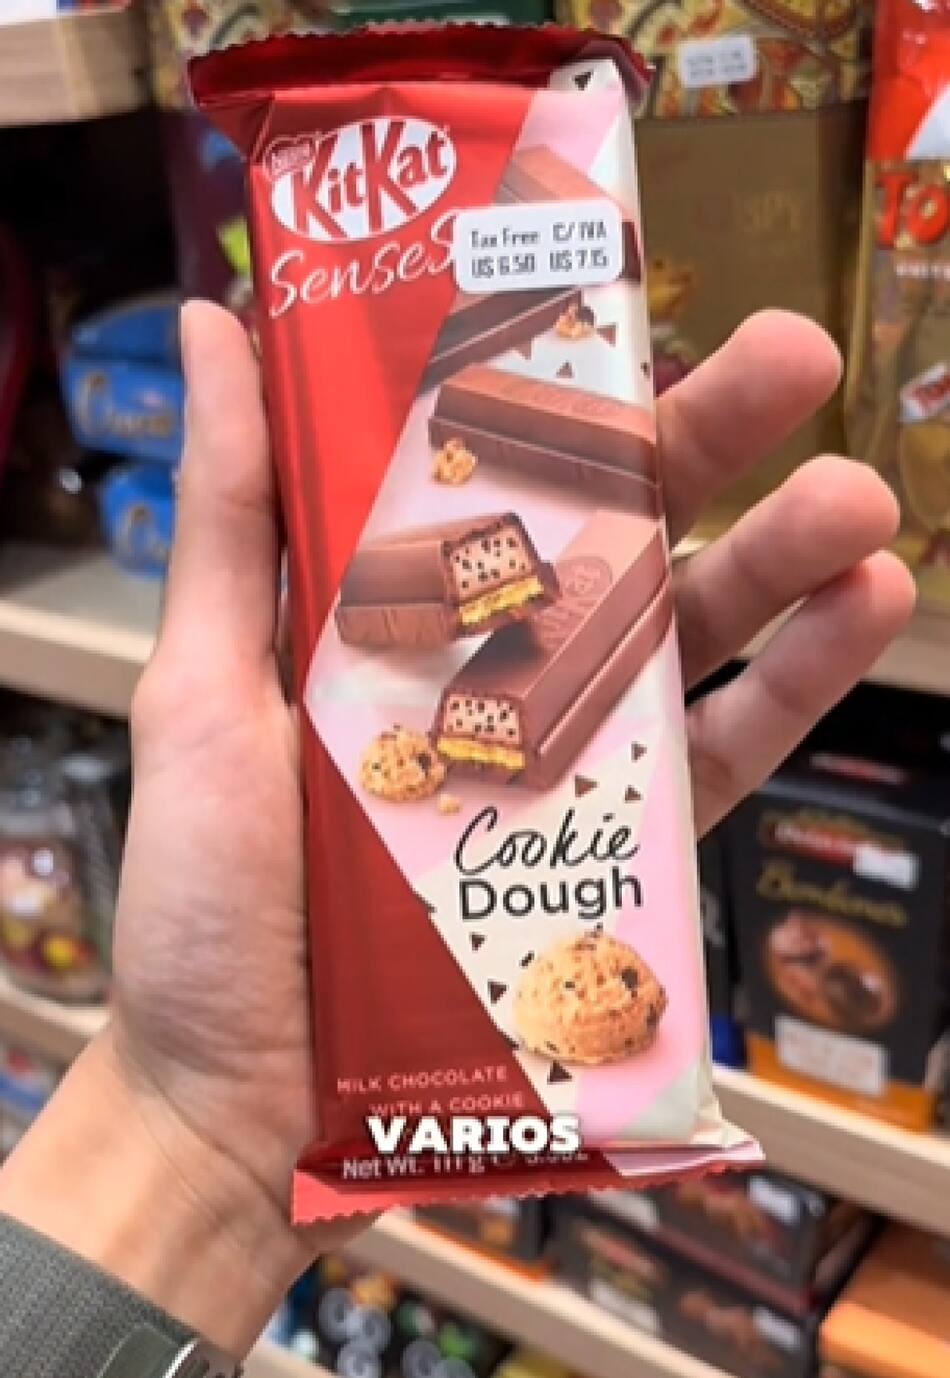 Nestlé
KitKat
Senses
Tax Free C/IVA
US 6.50 US 7.15
Cookie
Dough
MILK CHOCOLATE
WITH A COOKIE
VARIOS
Net Wt. 111g